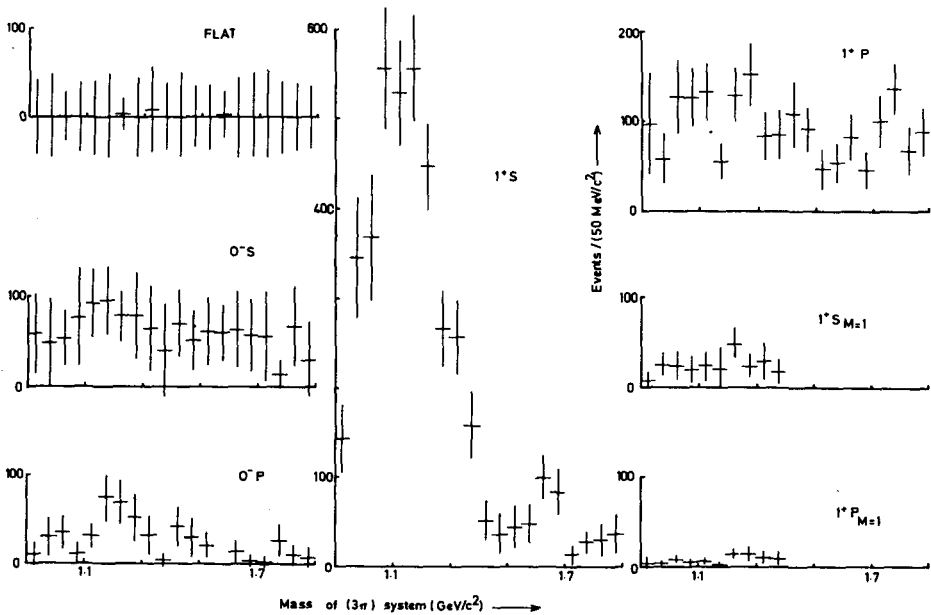 100
FLAT
0
0⁻S
100
0
0⁻P
100
0
1.1
1.7
600
1⁺S
400
100
0
1.1
1.7
200
1⁺P
100
0
Events/(50 MeV/c²)
100
1⁺S M=1
0
100
1⁺P M=1
0
1.1
1.7
Mass of (3π) system (GeV/c²)